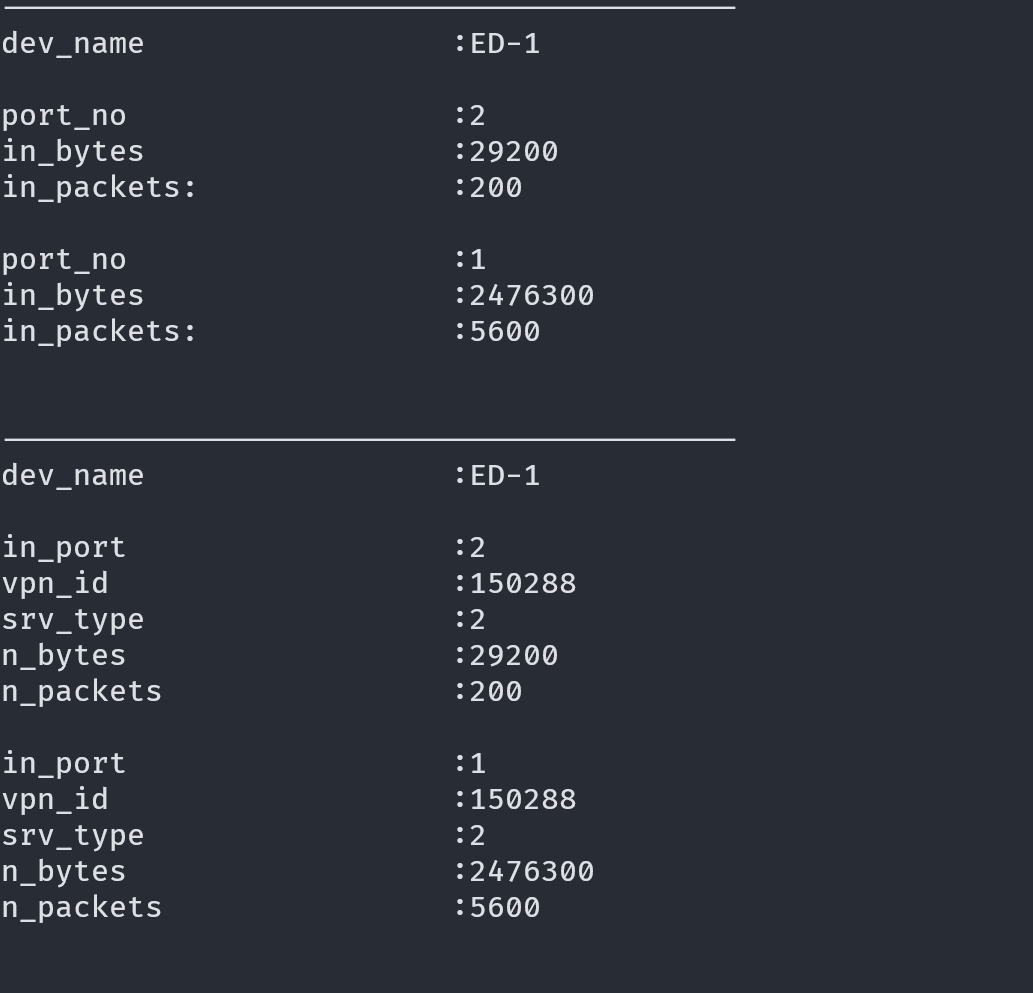 dev_name :ED-1
port_no :2
in_bytes :29200
in_packets: :200
port_no :1
in_bytes :2476300
in_packets: :5600
dev_name :ED-1
in_port :2
vpn_id :150288
srv_type :2
n_bytes :29200
n_packets :200
in_port :1
vpn_id :150288
srv_type :2
n_bytes :2476300
n_packets :5600